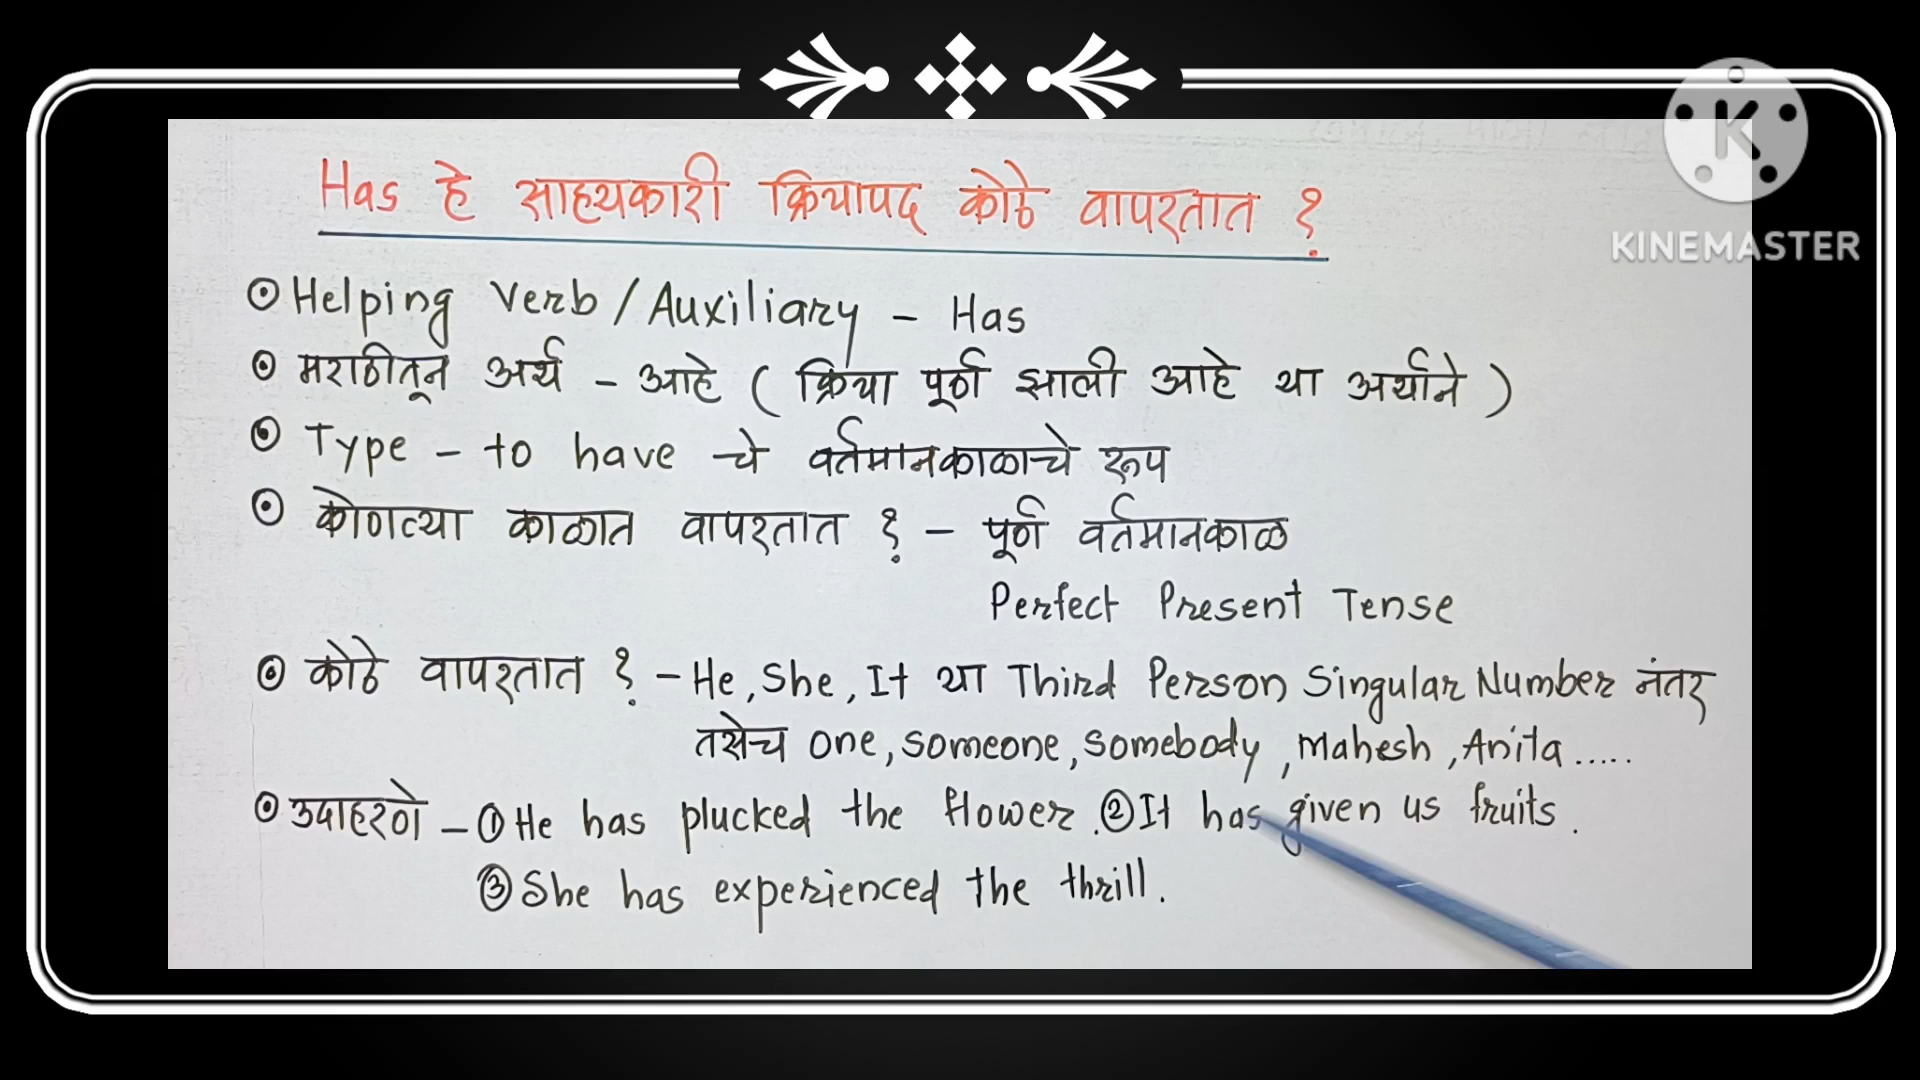 Has हे साहयकारी क्रियापद कोठे वापरतात ?
KINEMASTER
Helping Verb / Auxiliary - Has
मराठीतून अर्थ - आहे ( क्रिया पूर्ण झाली आहे या अर्थाने )
Type - to have चे वर्तमानकाळाचे रूप
कोणत्या काळात वापरतात ? - पूर्ण वर्तमानकाळ
Perfect Present Tense
कोठे वापरतात ? - He, She, It या Third Person Singular Number नंतर
तसेच one, someone, somebody, Mahesh, Anita .....
उदाहरणे - ① He has plucked the flower. ② It has given us fruits.
③ She has experienced the thrill.